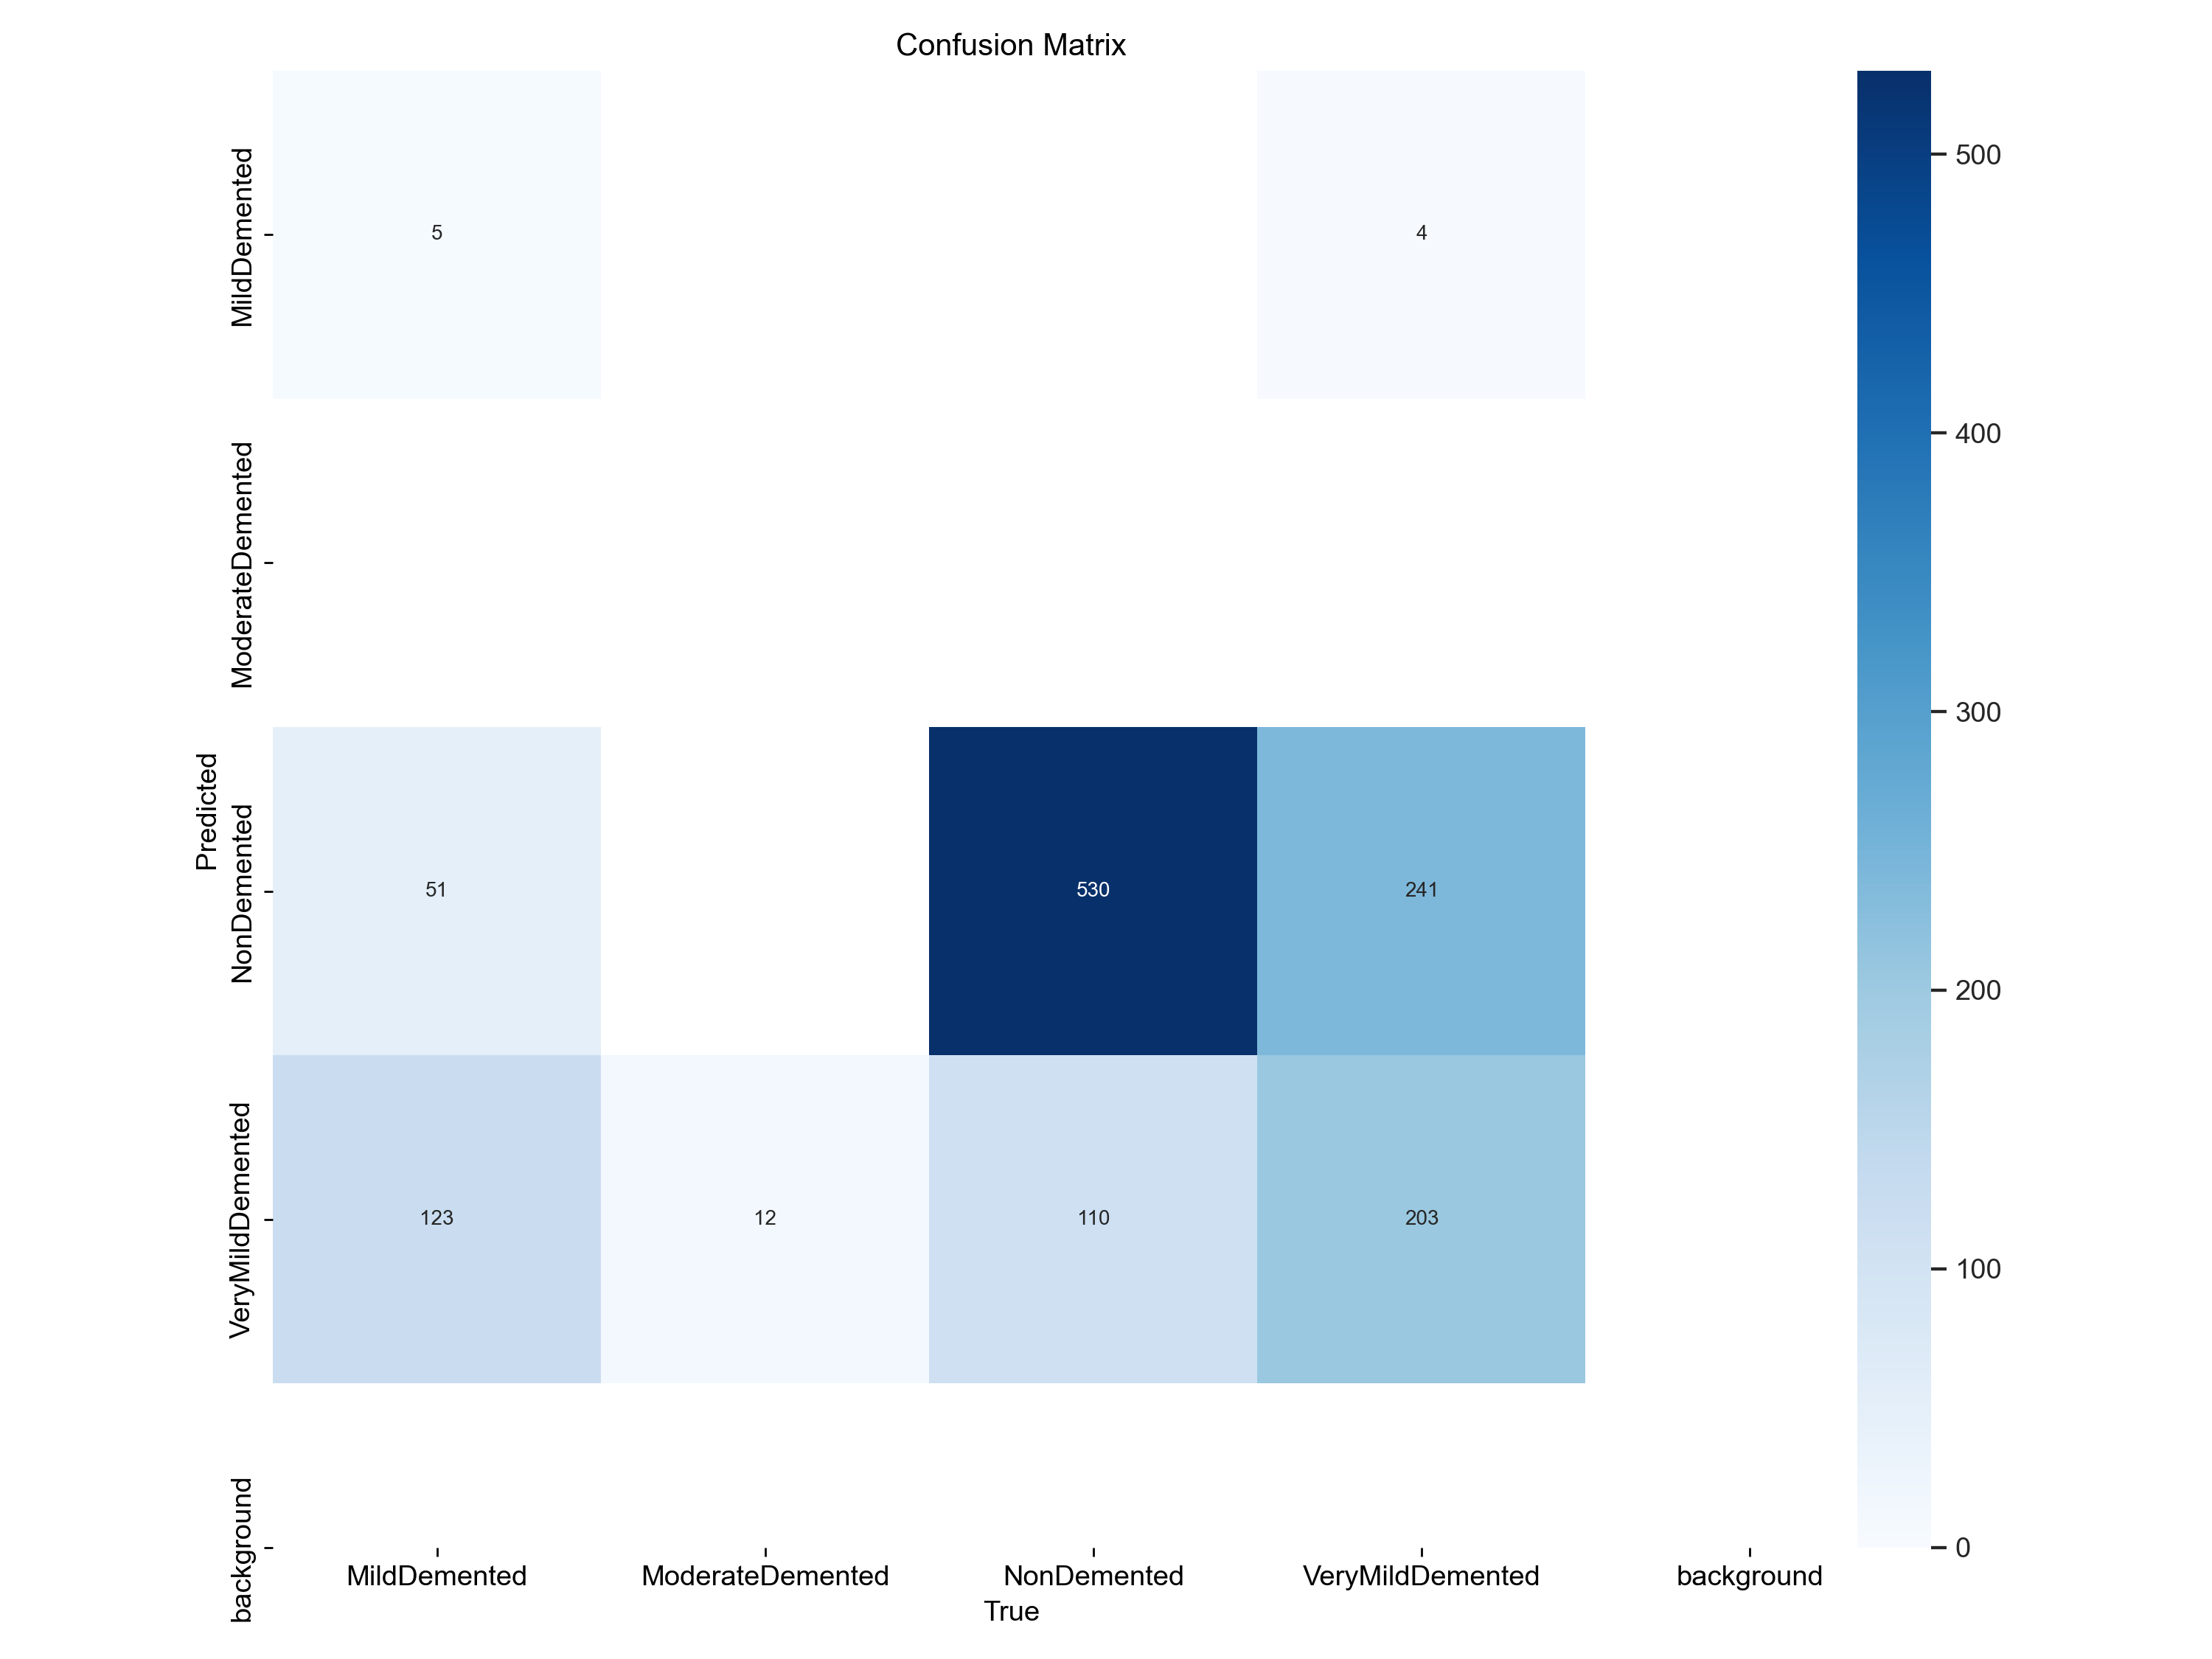 Confusion Matrix
MildDemented
5
4
500
400
ModerateDemented
300
Predicted
NonDemented
51
530
241
200
VeryMildDemented
123
12
110
203
100
background
0
MildDemented
ModerateDemented
NonDemented
VeryMildDemented
background
True